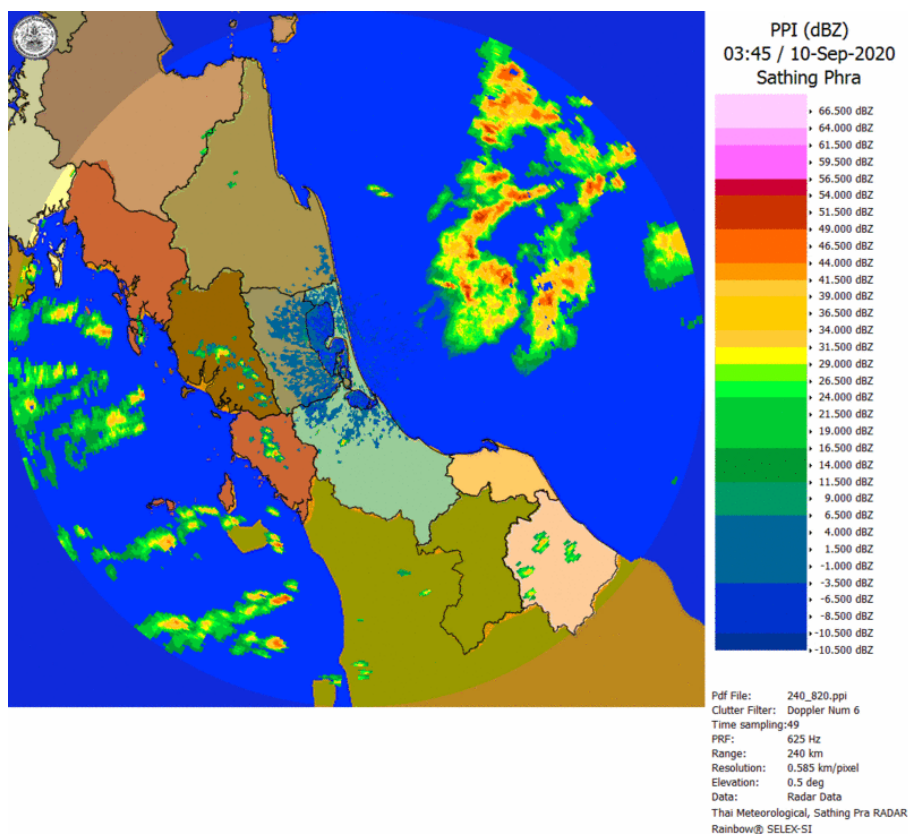 PPI (dBZ)
03:45 / 10-Sep-2020
Sathing Phra
66.500 dBZ
64.000 dBZ
61.500 dBZ
59.500 dBZ
56.500 dBZ
54.000 dBZ
51.500 dBZ
49.000 dBZ
46.500 dBZ
44.000 dBZ
41.500 dBZ
39.000 dBZ
36.500 dBZ
34.000 dBZ
31.500 dBZ
29.000 dBZ
26.500 dBZ
24.000 dBZ
21.500 dBZ
19.000 dBZ
16.500 dBZ
14.000 dBZ
11.500 dBZ
9.000 dBZ
6.500 dBZ
4.000 dBZ
1.500 dBZ
-1.000 dBZ
-3.500 dBZ
-6.500 dBZ
-8.500 dBZ
-10.500 dBZ
-10.500 dBZ
Pdf File: 240_820.ppi
Clutter Filter: Doppler Num 6
Time sampling:49
PRF: 625 Hz
Range: 240 km
Resolution: 0.585 km/pixel
Elevation: 0.5 deg
Data: Radar Data
Thai Meteorological, Sathing Pra RADAR
Rainbow® SELEX-SI